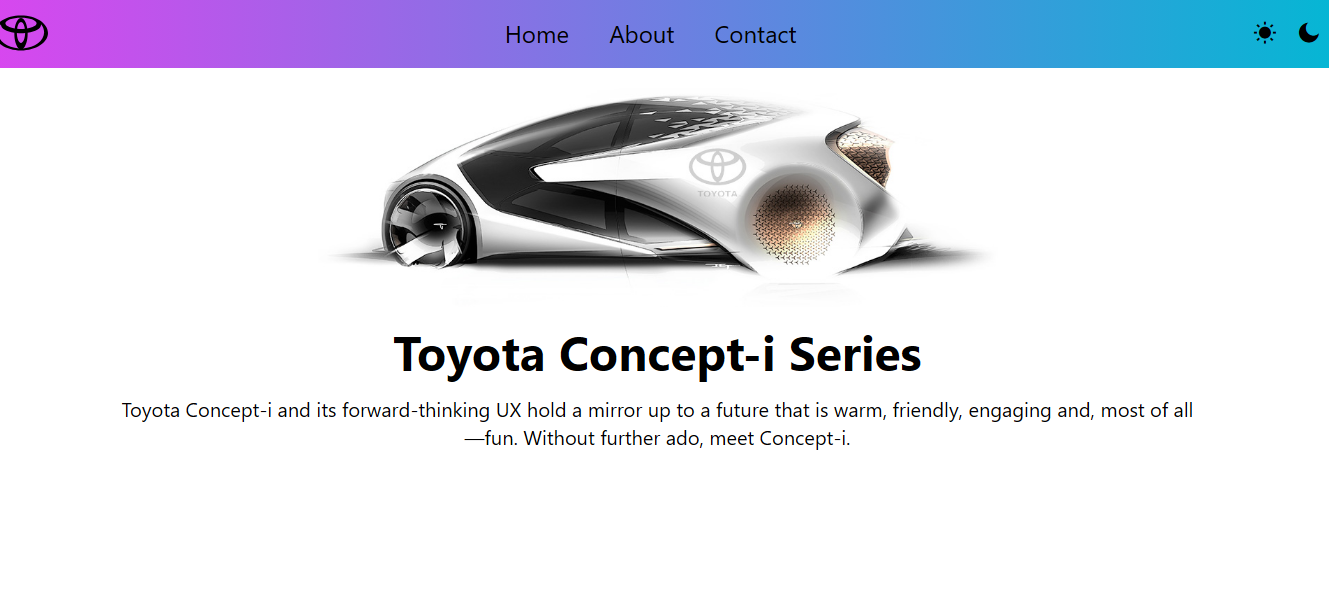 Home About Contact
TOYOTA
Toyota Concept-i Series
Toyota Concept-i and its forward-thinking UX hold a mirror up to a future that is warm, friendly, engaging and, most of all
—fun. Without further ado, meet Concept-i.